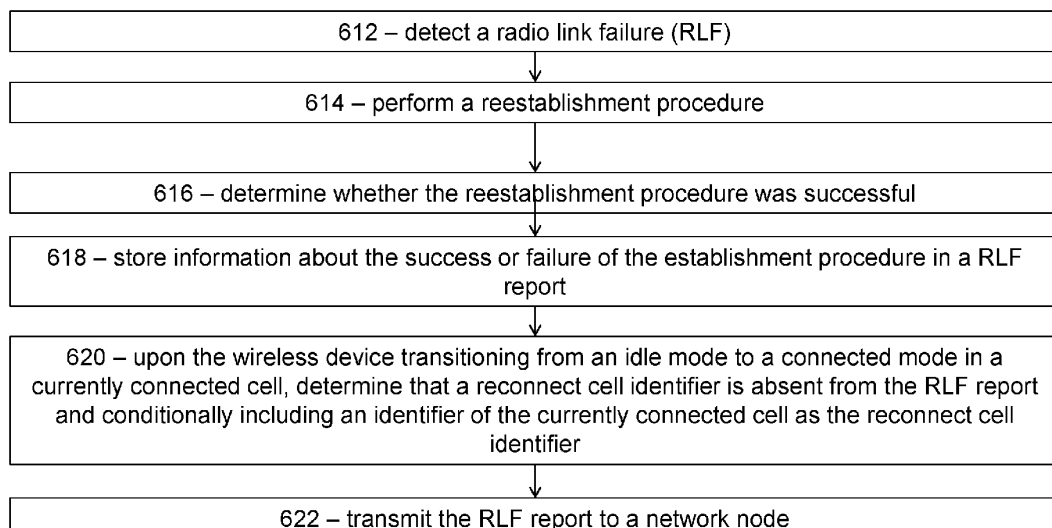 612 – detect a radio link failure (RLF)
614 – perform a reestablishment procedure
616 – determine whether the reestablishment procedure was successful
618 – store information about the success or failure of the establishment procedure in a RLF
report
620 – upon the wireless device transitioning from an idle mode to a connected mode in a
currently connected cell, determine that a reconnect cell identifier is absent from the RLF report
and conditionally including an identifier of the currently connected cell as the reconnect cell
identifier
622 – transmit the RLF report to a network node